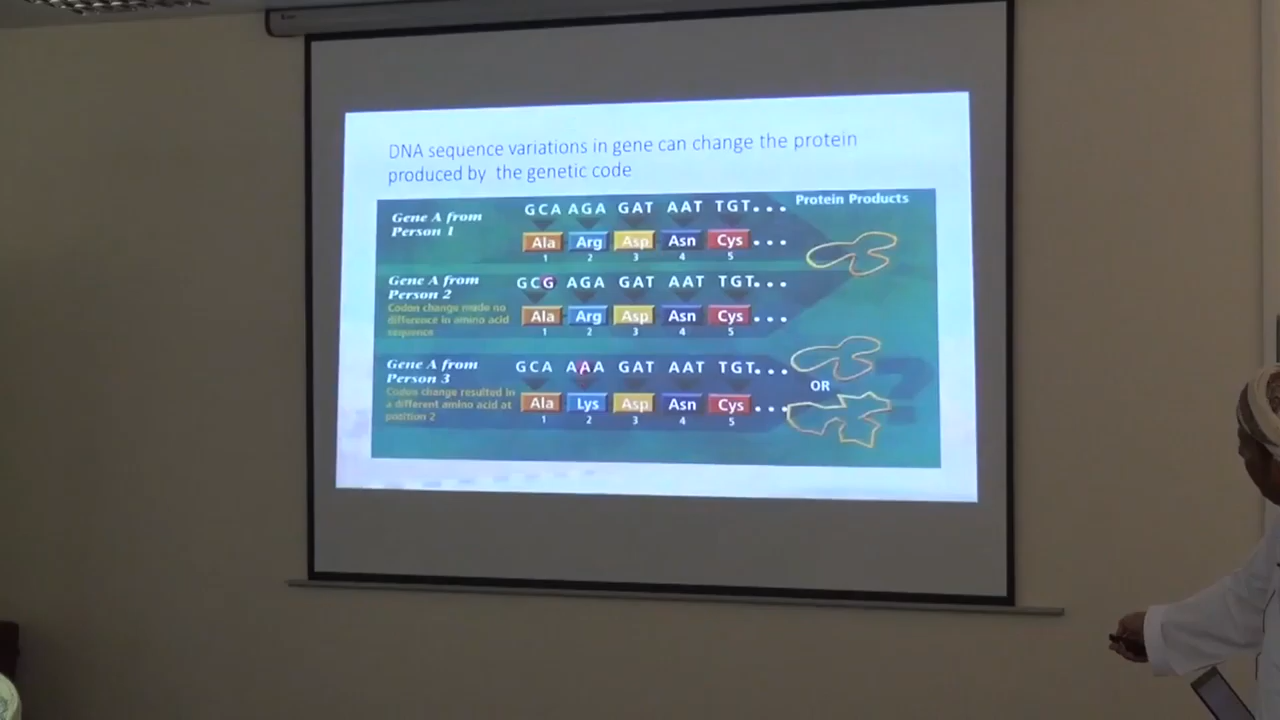 DNA sequence variations in gene can change the protein
produced by the genetic code
Protein Products
Gene A from
Person 1
GCA AGA GAT AAT TGT...
Ala Arg Asp Asn Cys ...
1 2 3 4 5
Gene A from
Person 2
Codon change made no
difference in amino acid
sequence
GCG AGA GAT AAT TGT...
Ala Arg Asp Asn Cys ...
1 2 3 4 5
Gene A from
Person 3
Codon change resulted in
a different amino acid at
position 2
GCA AAA GAT AAT TGT...
Ala Lys Asp Asn Cys ...
1 2 3 4 5
OR
?